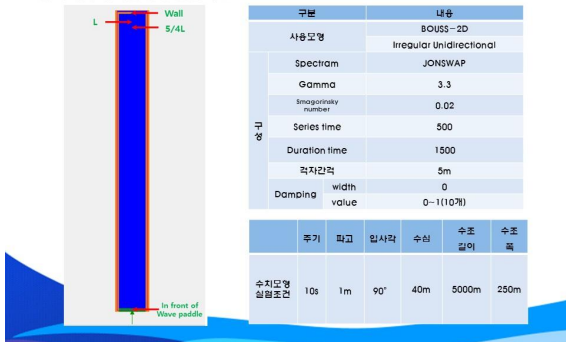 Wall
L
5/4L
In front of
Wave paddle
구분 내용
사용모형 BOUSS-2D
Irregular Unidirectional
구성 Spectram JONSWAP
Gamma 3.3
Smagorinsky
number 0.02
Series time 500
Duration time 1500
격자간격 5m
Damping width 0
value 0~1(10개)
주기 파고 입사각 수심 수조
길이 수조
폭
수치모형
실험조건 10s 1m 90° 40m 5000m 250m